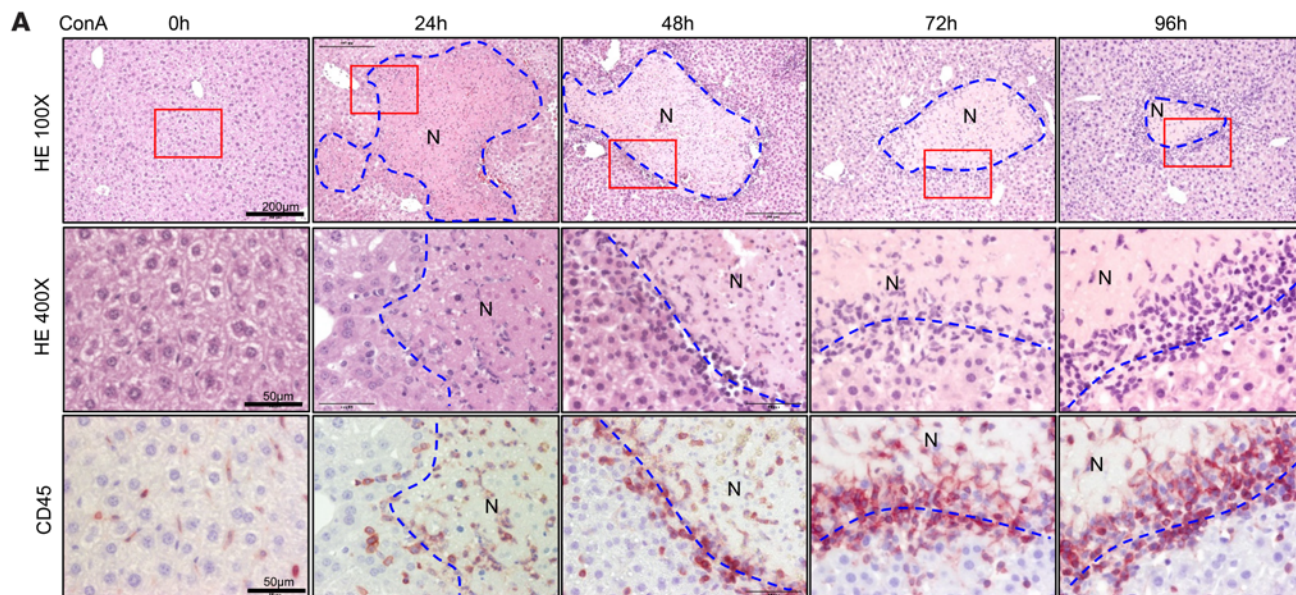 A
ConA 0h 24h 48h 72h 96h
HE 100X
N N N N
200μm
HE 400X
N N N N
50μm
CD45
N N N N
50μm